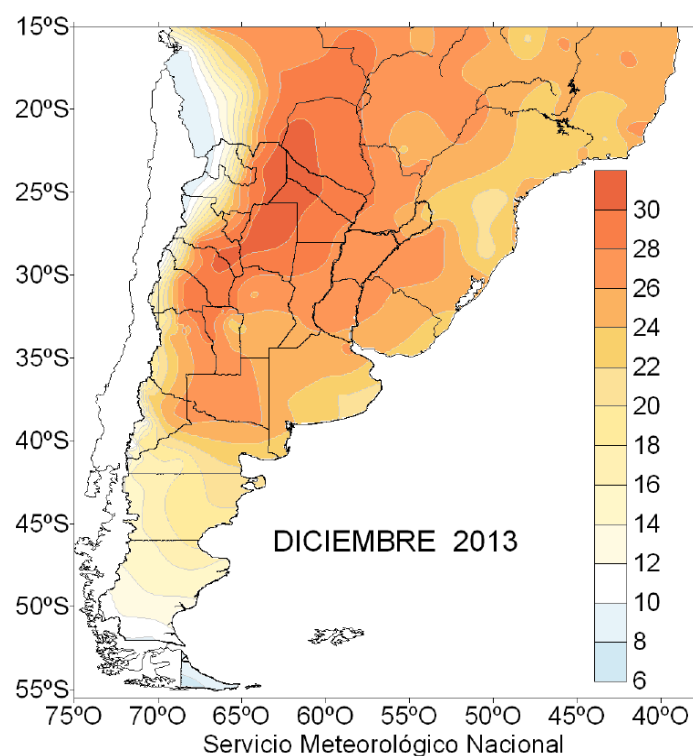 15ºS
20ºS
25ºS
30ºS
35ºS
40ºS
45ºS
50ºS
55ºS
30
28
26
24
22
20
18
16
14
12
10
8
6
DICIEMBRE 2013
75ºO 70ºO 65ºO 60ºO 55ºO 50ºO 45ºO 40ºO
Servicio Meteorológico Nacional